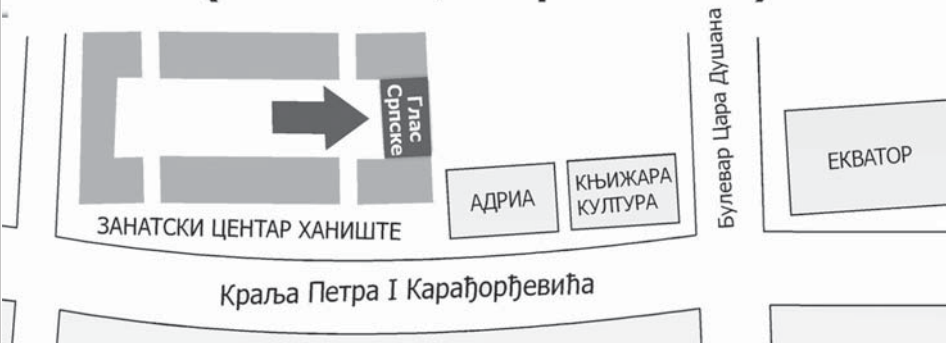 Глас
Српске
АДРИА
КЊИЖАРА
КУЛТУРА
Булевар Цара Душана
ЕКВАТОР
ЗАНАТСКИ ЦЕНТАР ХАНИШТЕ
Краља Петра I Карађорђевића